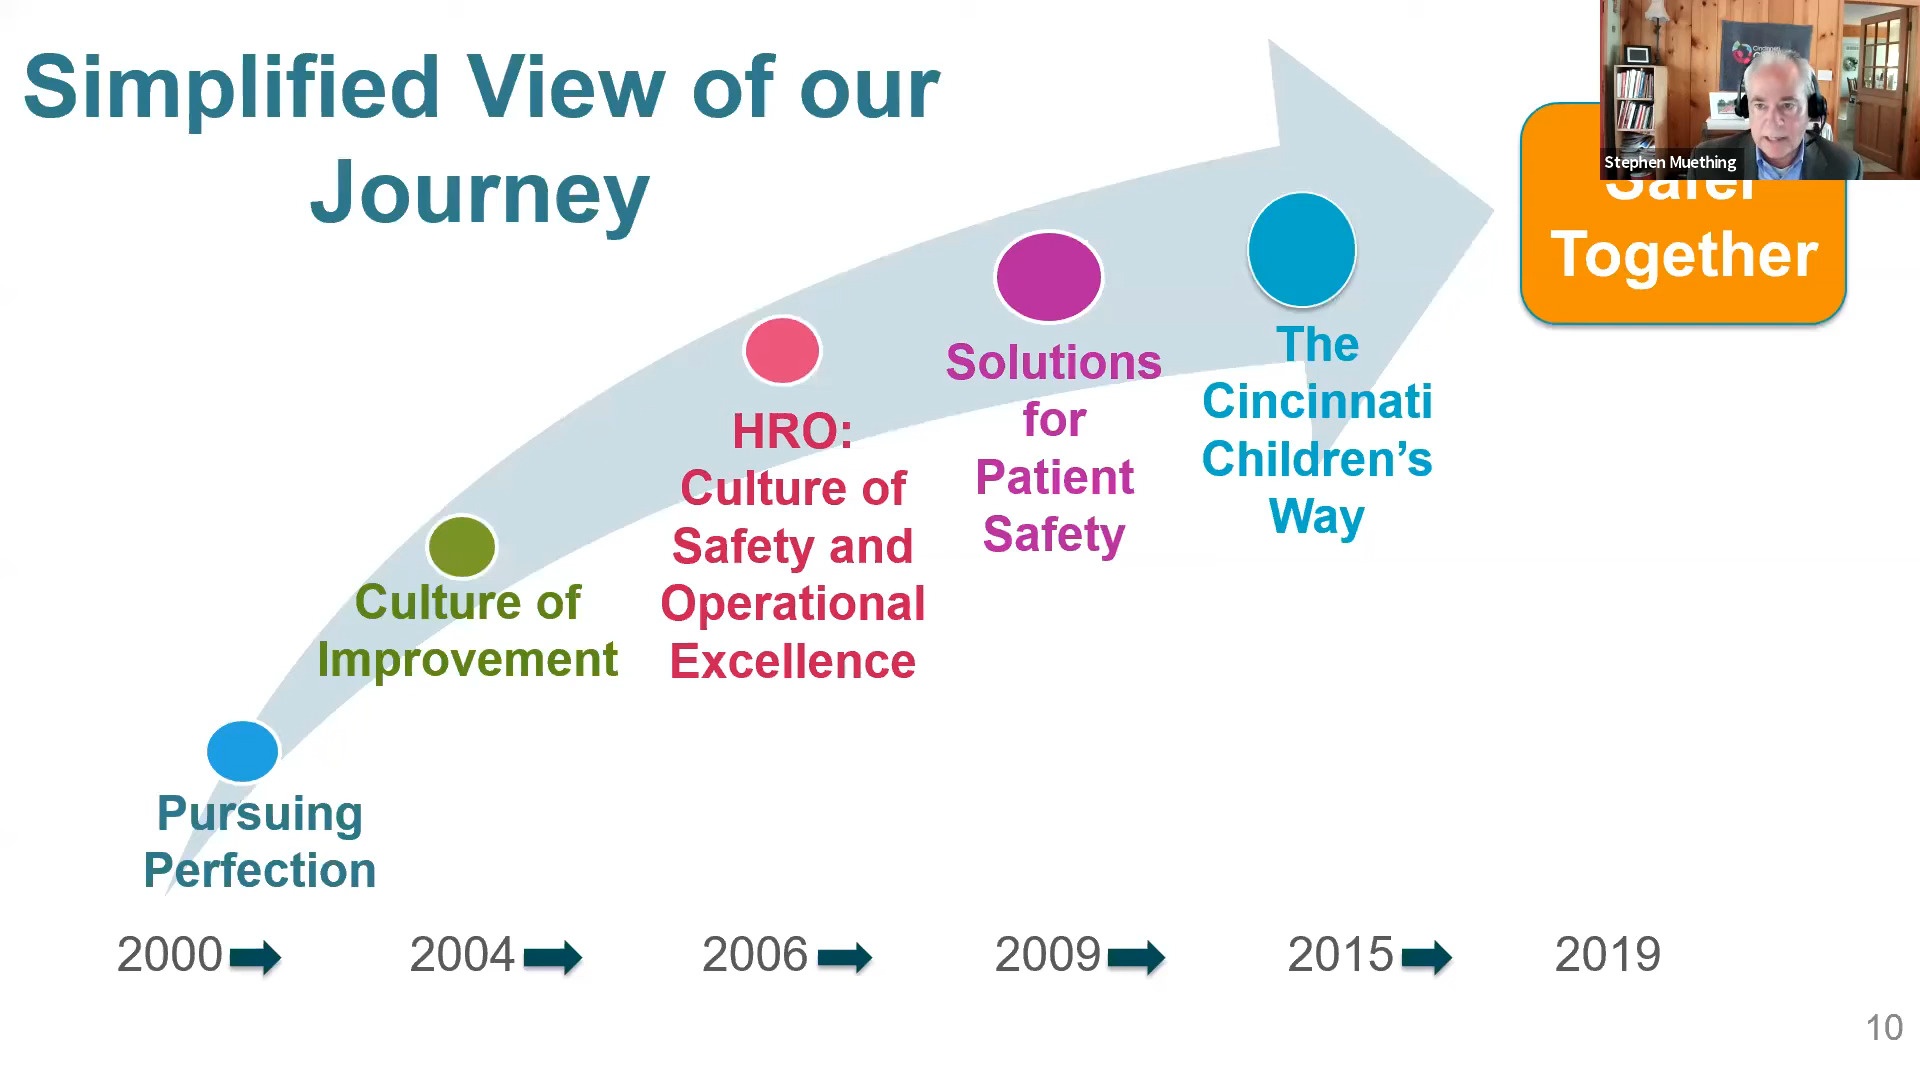 Simplified View of our
Journey
Stephen Muething
Safer
Together
The
Cincinnati
Children's
Way
Solutions
for
Patient
Safety
HRO:
Culture of
Safety and
Operational
Excellence
Culture of
Improvement
Pursuing
Perfection
2000
2004
2006
2009
2015
2019
10